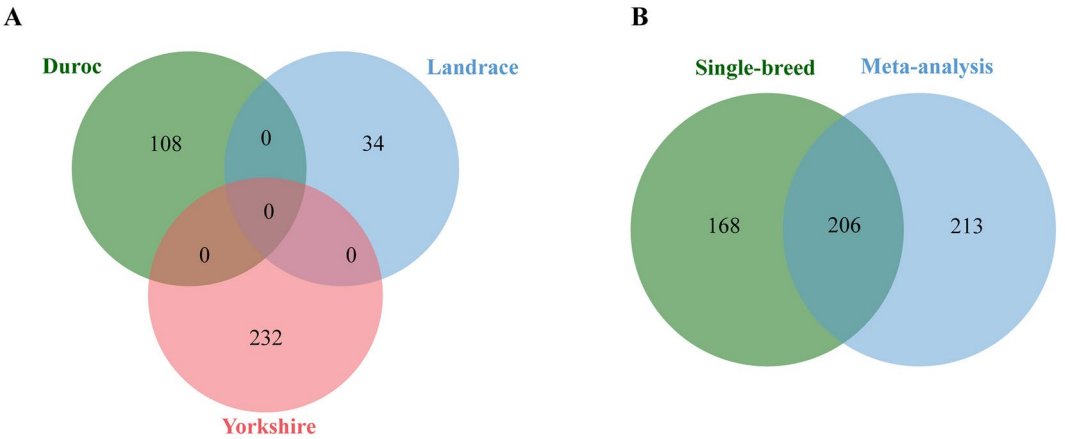 A
Duroc
Landrace
108
0
34
0
0
0
232
Yorkshire
B
Single-breed
Meta-analysis
168
206
213